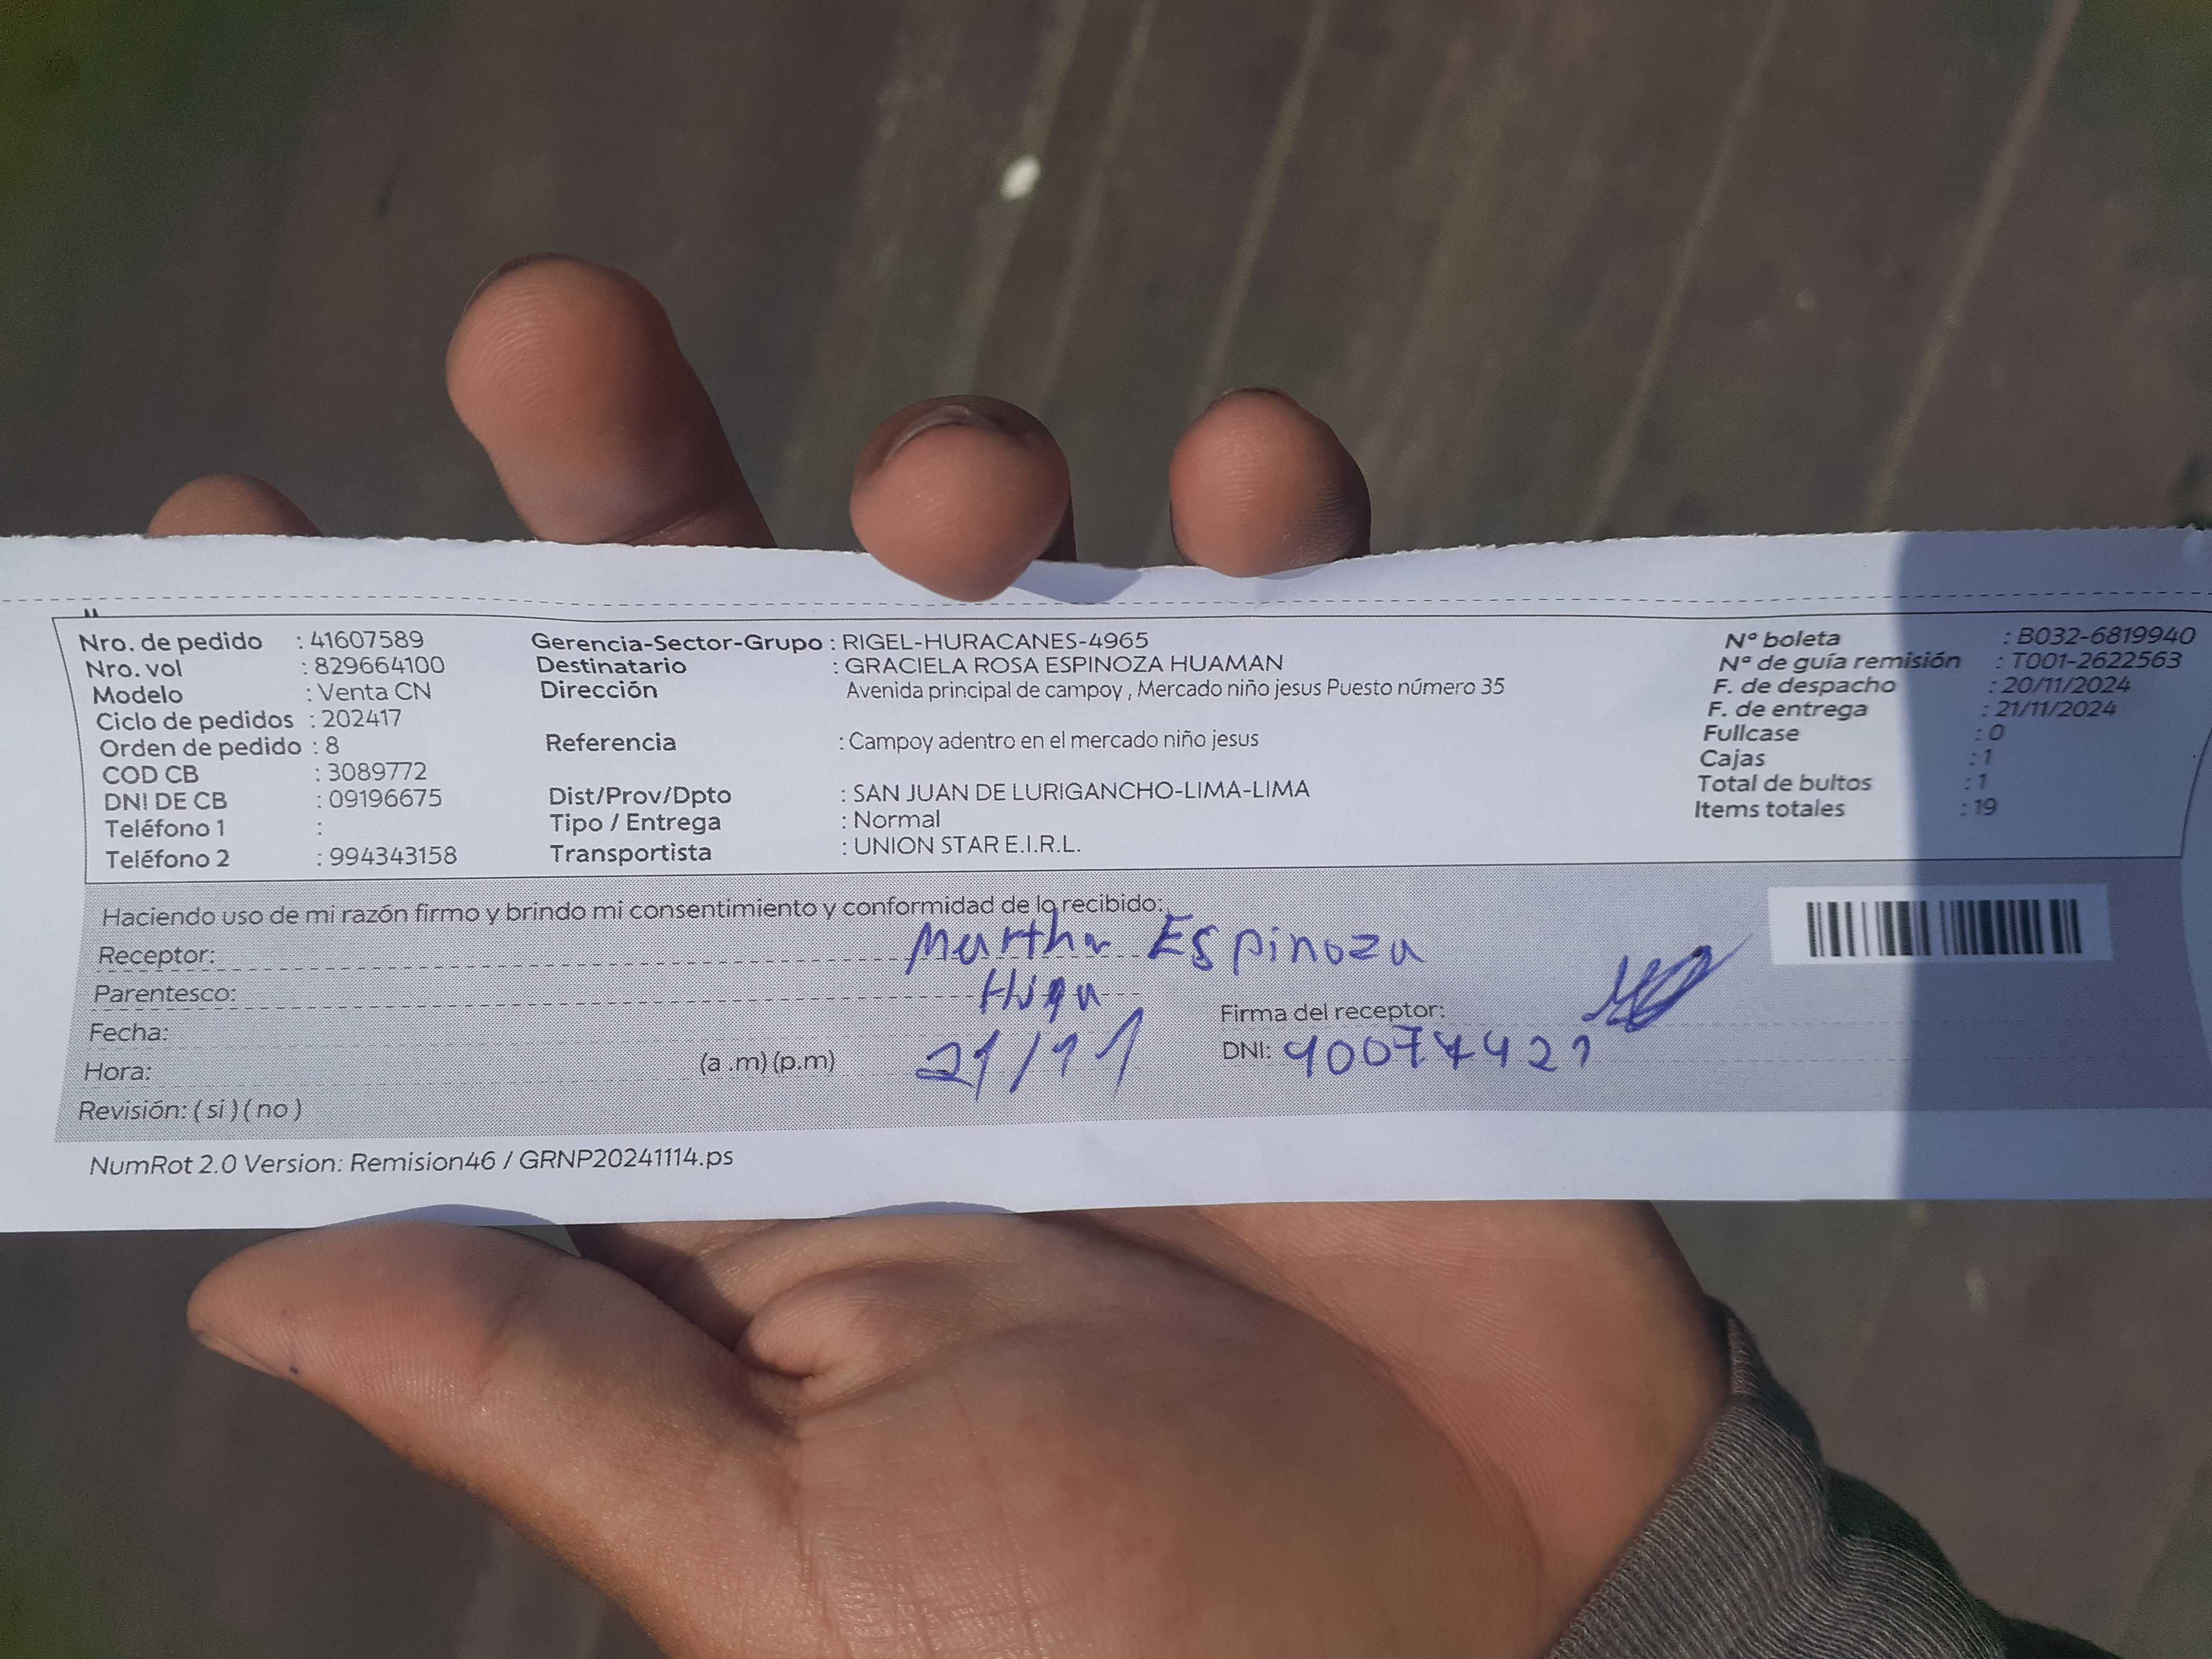 Nro. de pedido : 41607589
Nro. vol : 829664100
Modelo : Venta CN
Ciclo de pedidos : 202417
Orden de pedido : 8
COD CB : 3089772
DNI DE CB : 09196675
Teléfono 1 :
Teléfono 2 : 994343158
Gerencia-Sector-Grupo : RIGEL-HURACANES-4965
Destinatario : GRACIELA ROSA ESPINOZA HUAMAN
Dirección Avenida principal de campoy , Mercado niño jesus Puesto número 35
Referencia : Campoy adentro en el mercado niño jesus
Dist/Prov/Dpto : SAN JUAN DE LURIGANCHO-LIMA-LIMA
Tipo / Entrega : Normal
Transportista : UNION STAR E.I.R.L.
Nº boleta : B032-6819940
Nº de guía remisión : T001-2622563
F. de despacho : 20/11/2024
F. de entrega : 21/11/2024
Fullcase : 0
Cajas : 1
Total de bultos : 1
Items totales : 19
Haciendo uso de mi razón firmo y brindo mi consentimiento y conformidad de lo recibido:
Receptor: Martha Espinoza
Parentesco: Higa
Fecha: 21/11
Hora: (a .m) (p.m)
Revisión: ( si ) ( no )
Firma del receptor:
DNI: 40077421
NumRot 2.0 Version: Remision46 / GRNP20241114.ps